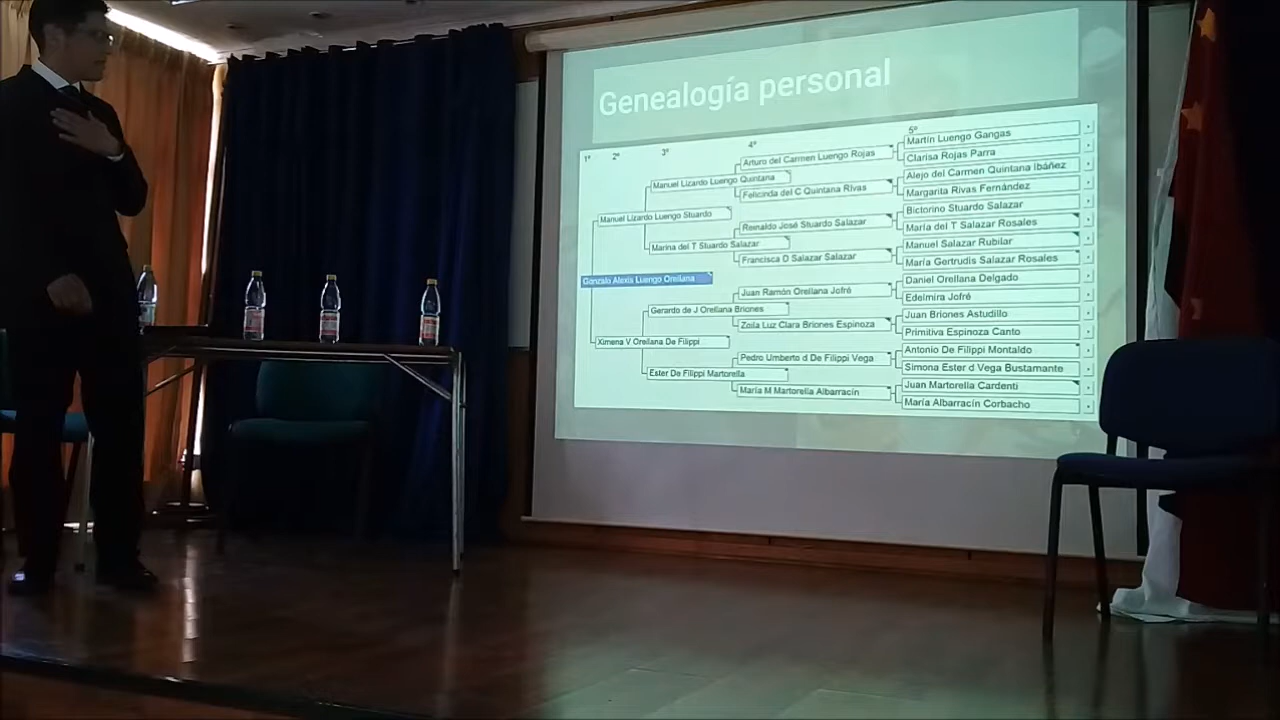 Genealogía personal
1º 2º 3º 4º 5º
Martín Luengo Gangas
Arturo del Carmen Luengo Rojas
Clarisa Rojas Parra
Manuel Lizardo Luengo Quintana
Alejo del Carmen Quintana Ibáñez
Felicinda del C Quintana Rivas
Margarita Rivas Fernández
Manuel Lizardo Luengo Stuardo
Bictorino Stuardo Salazar
Reinaldo José Stuardo Salazar
María del T Salazar Rosales
Marina del T Stuardo Salazar
Manuel Salazar Rubilar
Francisca D Salazar Salazar
María Gertrudis Salazar Rosales
Gonzalo Alexis Luengo Orellana
Daniel Orellana Delgado
Juan Ramón Orellana Jofré
Edelmira Jofré
Gerardo de J Orellana Briones
Juan Briones Astudillo
Zoila Luz Clara Briones Espinoza
Primitiva Espinoza Canto
Ximena V Orellana De Filippi
Antonio De Filippi Montaldo
Pedro Umberto d De Filippi Vega
Simona Ester d Vega Bustamante
Ester De Filippi Martorella
Juan Martorella Cardenti
María M Martorella Albarracín
María Albarracín Corbacho